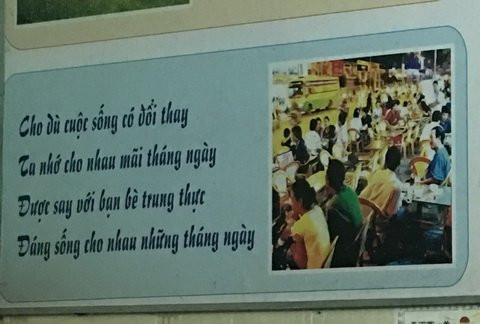 Cho dù cuộc sống có đổi thay
Ta nhớ cho nhau mãi tháng ngày
Được say với bạn bè trung thực
Đáng sống cho nhau những tháng ngày